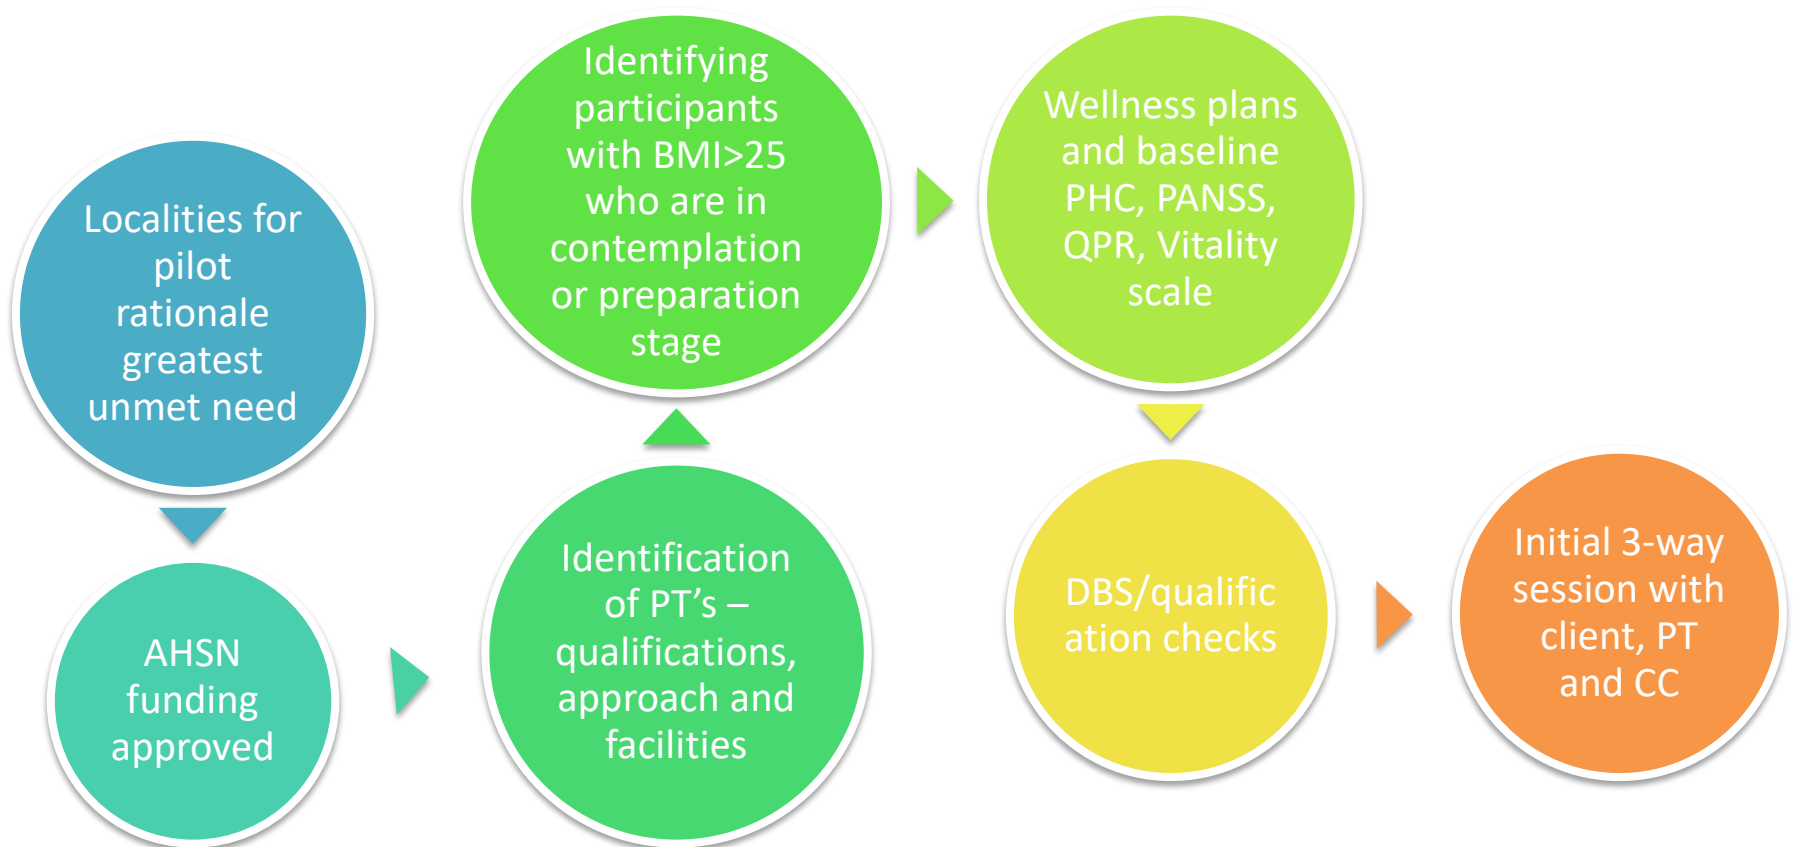 Localities for
pilot
rationale
greatest
unmet need
AHSN
funding
approved
Identification
of PT’s –
qualifications,
approach and
facilities
Identifying
participants
with BMI>25
who are in
contemplation
or preparation
stage
Wellness plans
and baseline
PHC, PANSS,
QPR, Vitality
scale
DBS/qualific
ation checks
Initial 3-way
session with
client, PT
and CC